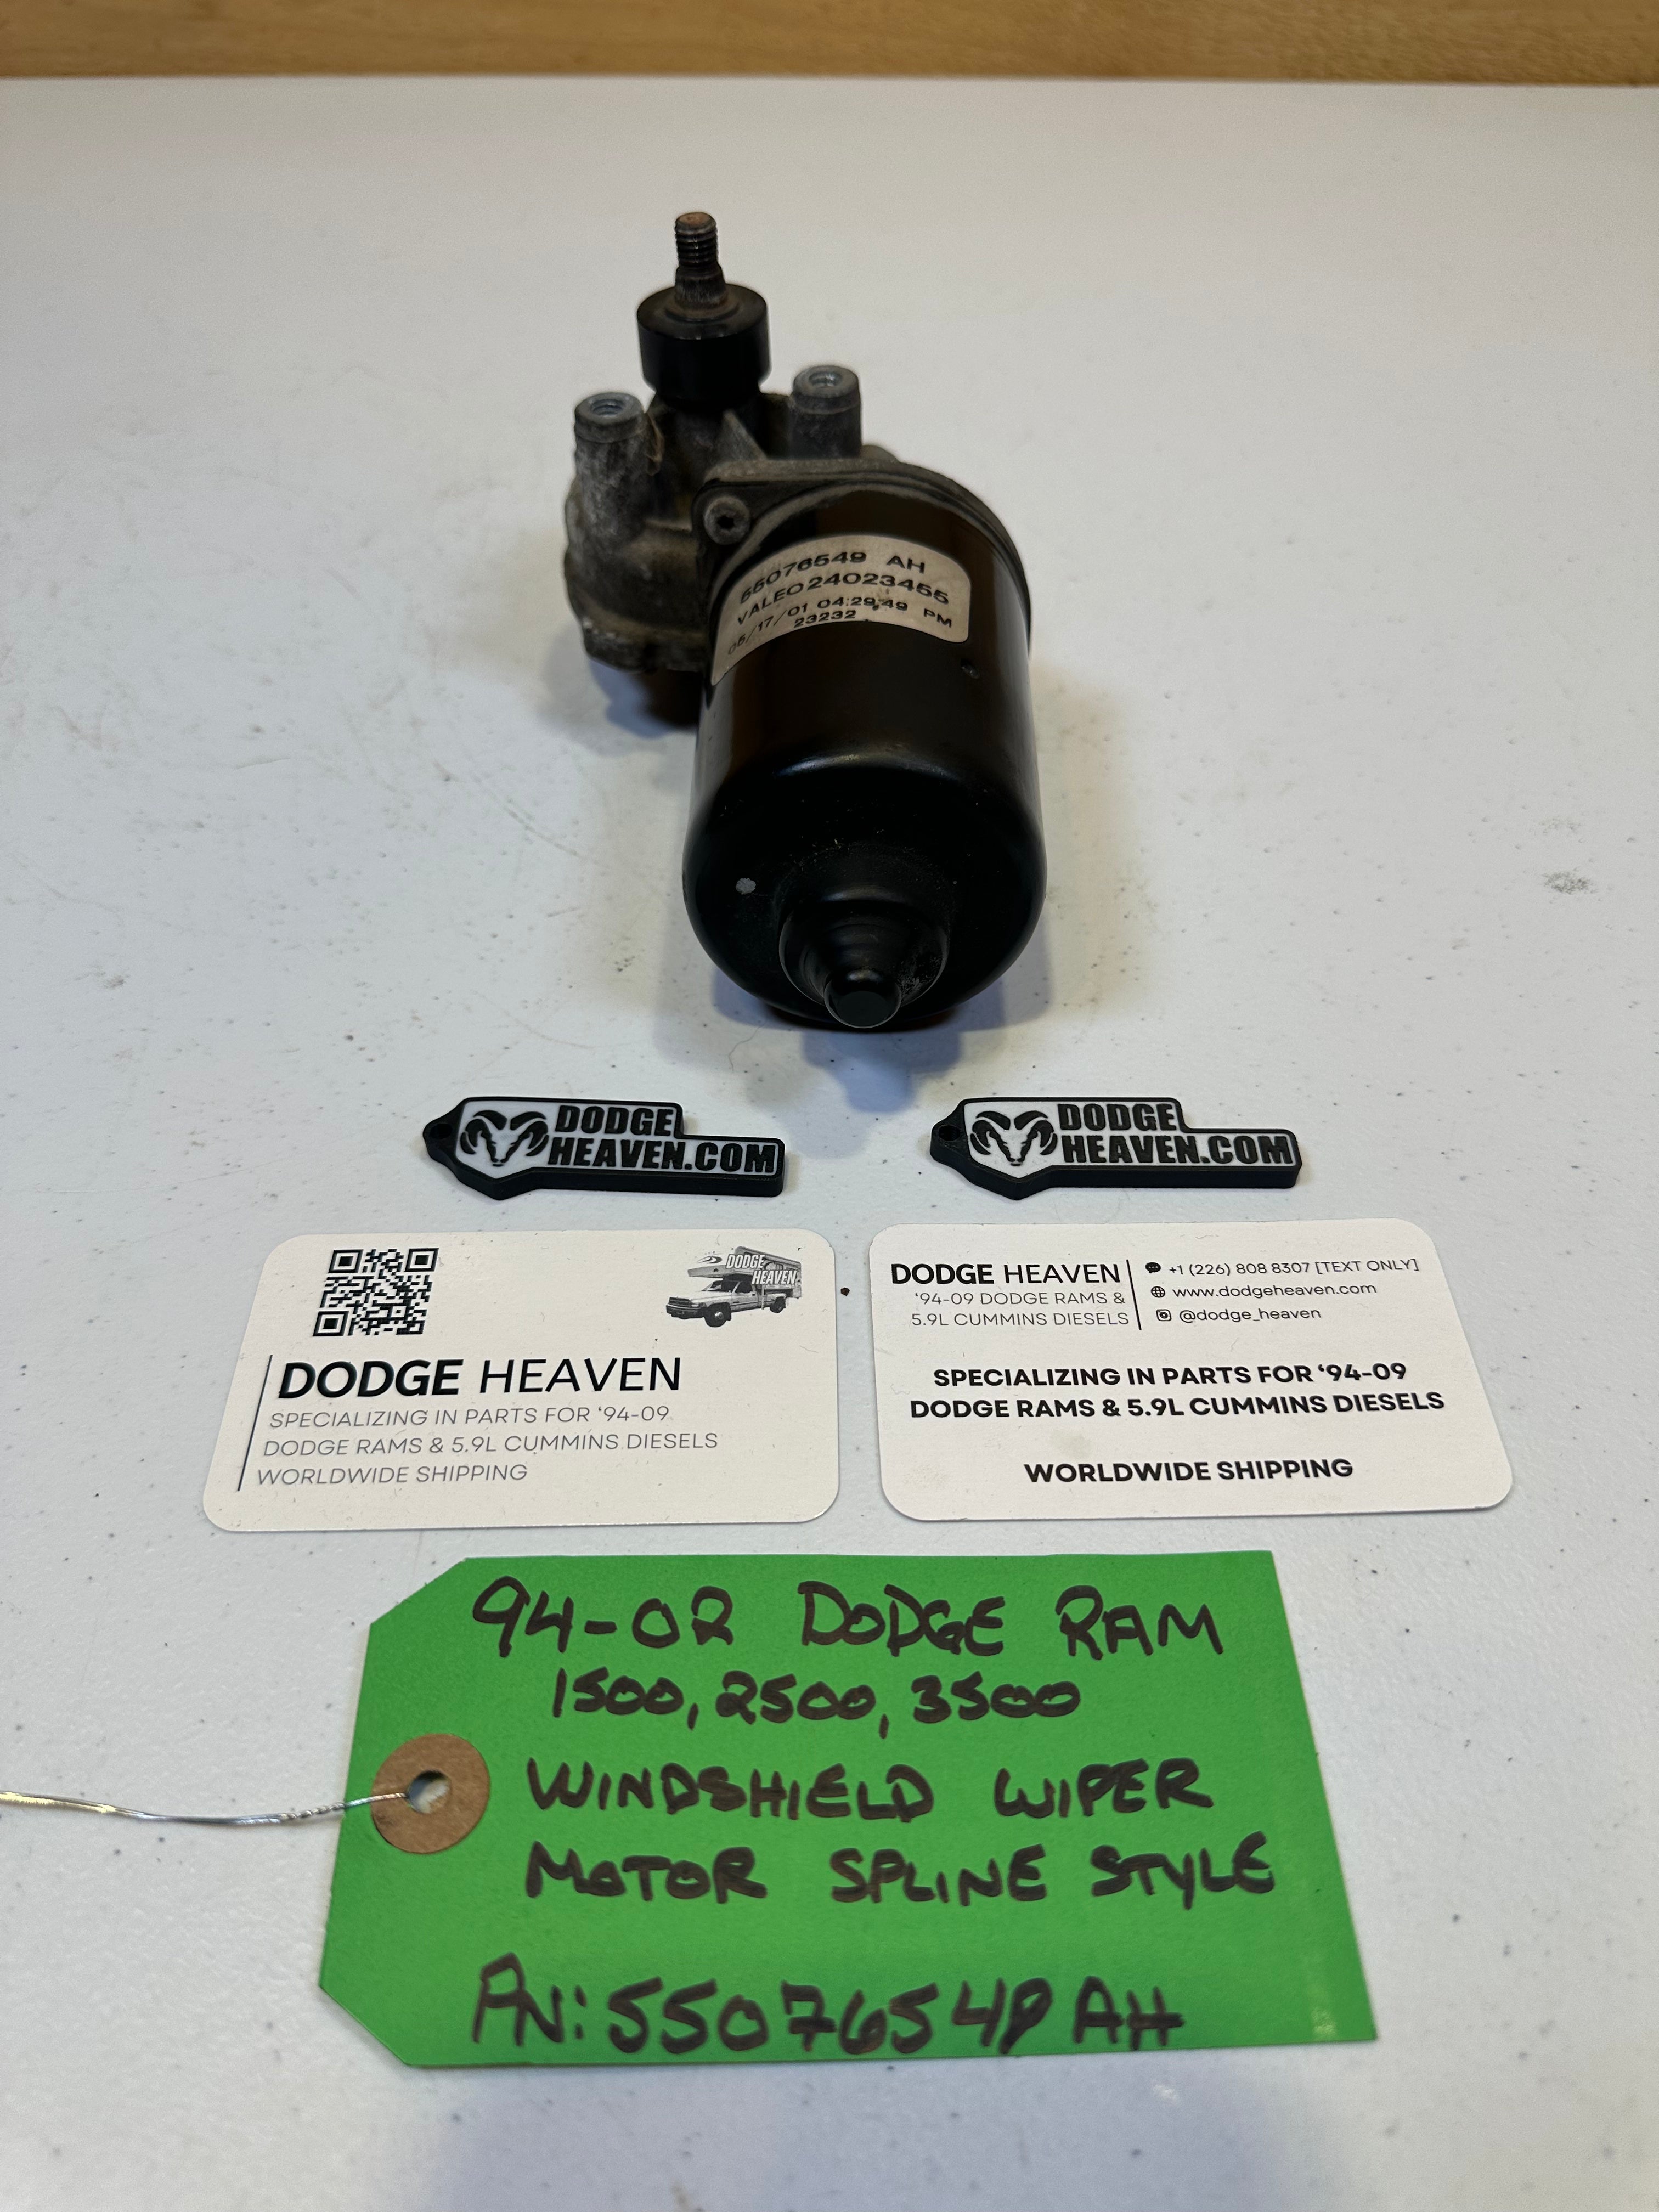 55076549 AH
VALEO 24023455
05/17/01 04:29:49 PM
23232
DODGE
HEAVEN.COM
DODGE
HEAVEN.COM
DODGE
HEAVEN
DODGE HEAVEN
SPECIALIZING IN PARTS FOR ‘94-09
DODGE RAMS & 5.9L CUMMINS DIESELS
WORLDWIDE SHIPPING
DODGE HEAVEN
‘94-09 DODGE RAMS &
5.9L CUMMINS DIESELS
+1 (226) 808 8307 [TEXT ONLY]
www.dodgeheaven.com
@dodge_heaven
SPECIALIZING IN PARTS FOR ‘94-09
DODGE RAMS & 5.9L CUMMINS DIESELS
WORLDWIDE SHIPPING
94-02 DODGE RAM
1500, 2500, 3500
WINDSHIELD WIPER
MOTOR SPLINE STYLE
PN: 55076549 AH